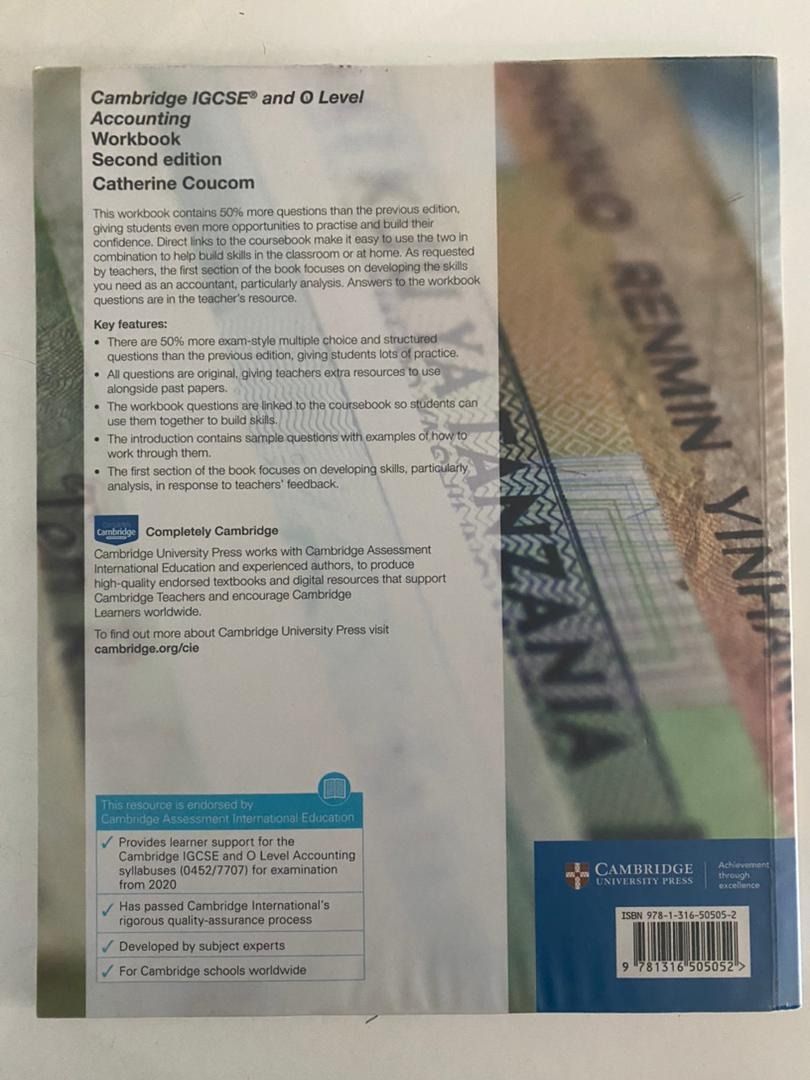 Cambridge IGCSE® and O Level
Accounting
Workbook
Second edition
Catherine Coucom
This workbook contains 50% more questions than the previous edition,
giving students even more opportunities to practise and build their
confidence. Direct links to the coursebook make it easy to use the two in
combination to help build skills in the classroom or at home. As requested
by teachers, the first section of the book focuses on developing the skills
you need as an accountant, particularly analysis. Answers to the workbook
questions are in the teacher's resource.
Key features:
• There are 50% more exam-style multiple choice and structured
questions than the previous edition, giving students lots of practice.
• All questions are original, giving teachers extra resources to use
alongside past papers.
• The workbook questions are linked to the coursebook so students can
use them together to build skills.
• The introduction contains sample questions with examples of how to
work through them.
• The first section of the book focuses on developing skills, particularly
analysis, in response to teachers' feedback.
Cambridge
Completely Cambridge
Cambridge University Press works with Cambridge Assessment
International Education and experienced authors, to produce
high-quality endorsed textbooks and digital resources that support
Cambridge Teachers and encourage Cambridge
Learners worldwide.
To find out more about Cambridge University Press visit
cambridge.org/cie
This resource is endorsed by
Cambridge Assessment International Education
✓ Provides learner support for the
Cambridge IGCSE and O Level Accounting
syllabuses (0452/7707) for examination
from 2020
✓ Has passed Cambridge International's
rigorous quality-assurance process
✓ Developed by subject experts
✓ For Cambridge schools worldwide
RENMIN YINHA
TANZANIA
CAMBRIDGE
UNIVERSITY PRESS
Achievement
through
excellence
ISBN 978-1-316-50505-2
9 781316 505052 >